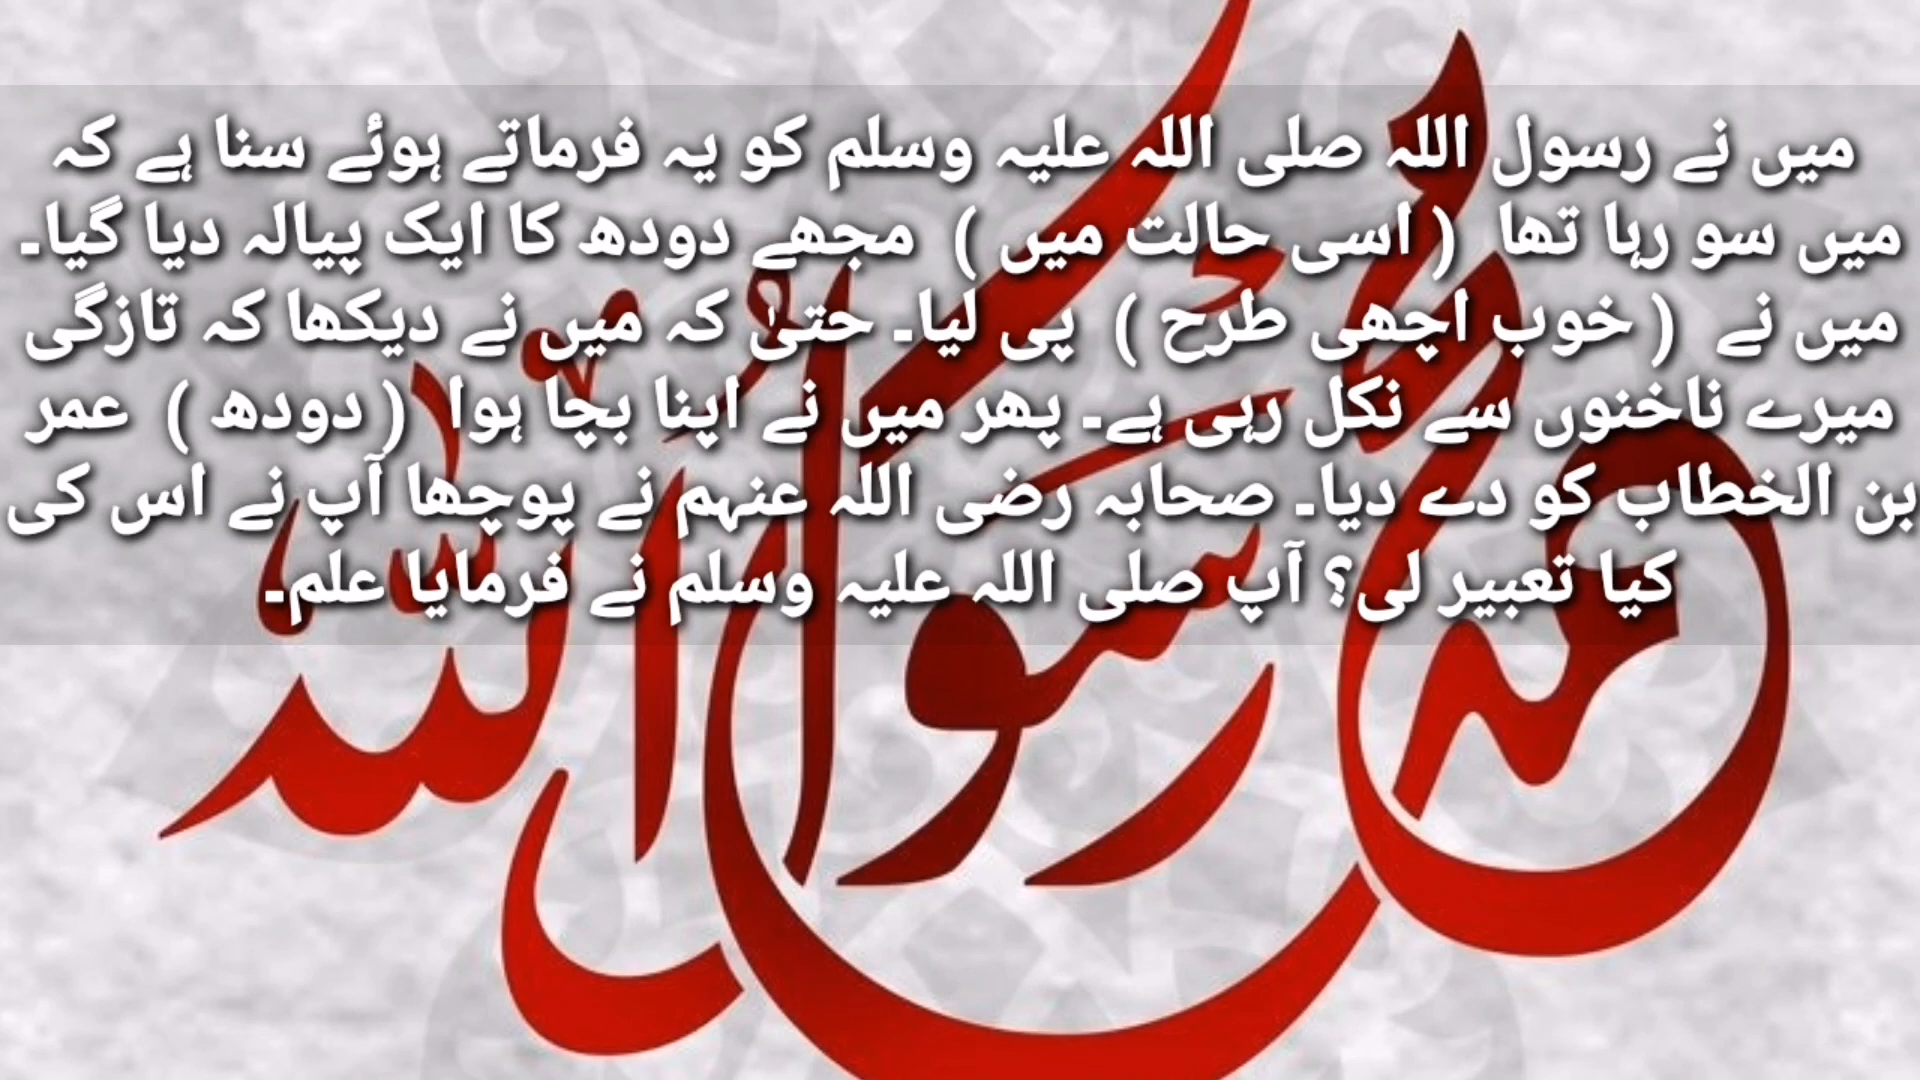 میں نے رسول اللہ صلی اللہ علیہ وسلم کو یہ فرماتے ہوئے سنا ہے کہ
میں سو رہا تھا ( اسی حالت میں ) مجھے دودھ کا ایک پیالہ دیا گیا۔
میں نے ( خوب اچھی طرح ) پی لیا۔ حتیٰ کہ میں نے دیکھا کہ تازگی
میرے ناخنوں سے نکل رہی ہے۔ پھر میں نے اپنا بچا ہوا ( دودھ ) عمر
بن الخطاب کو دے دیا۔ صحابہ رضی اللہ عنہم نے پوچھا آپ نے اس کی
کیا تعبیر لی؟ آپ صلی اللہ علیہ وسلم نے فرمایا علم۔
محمد رسول الله